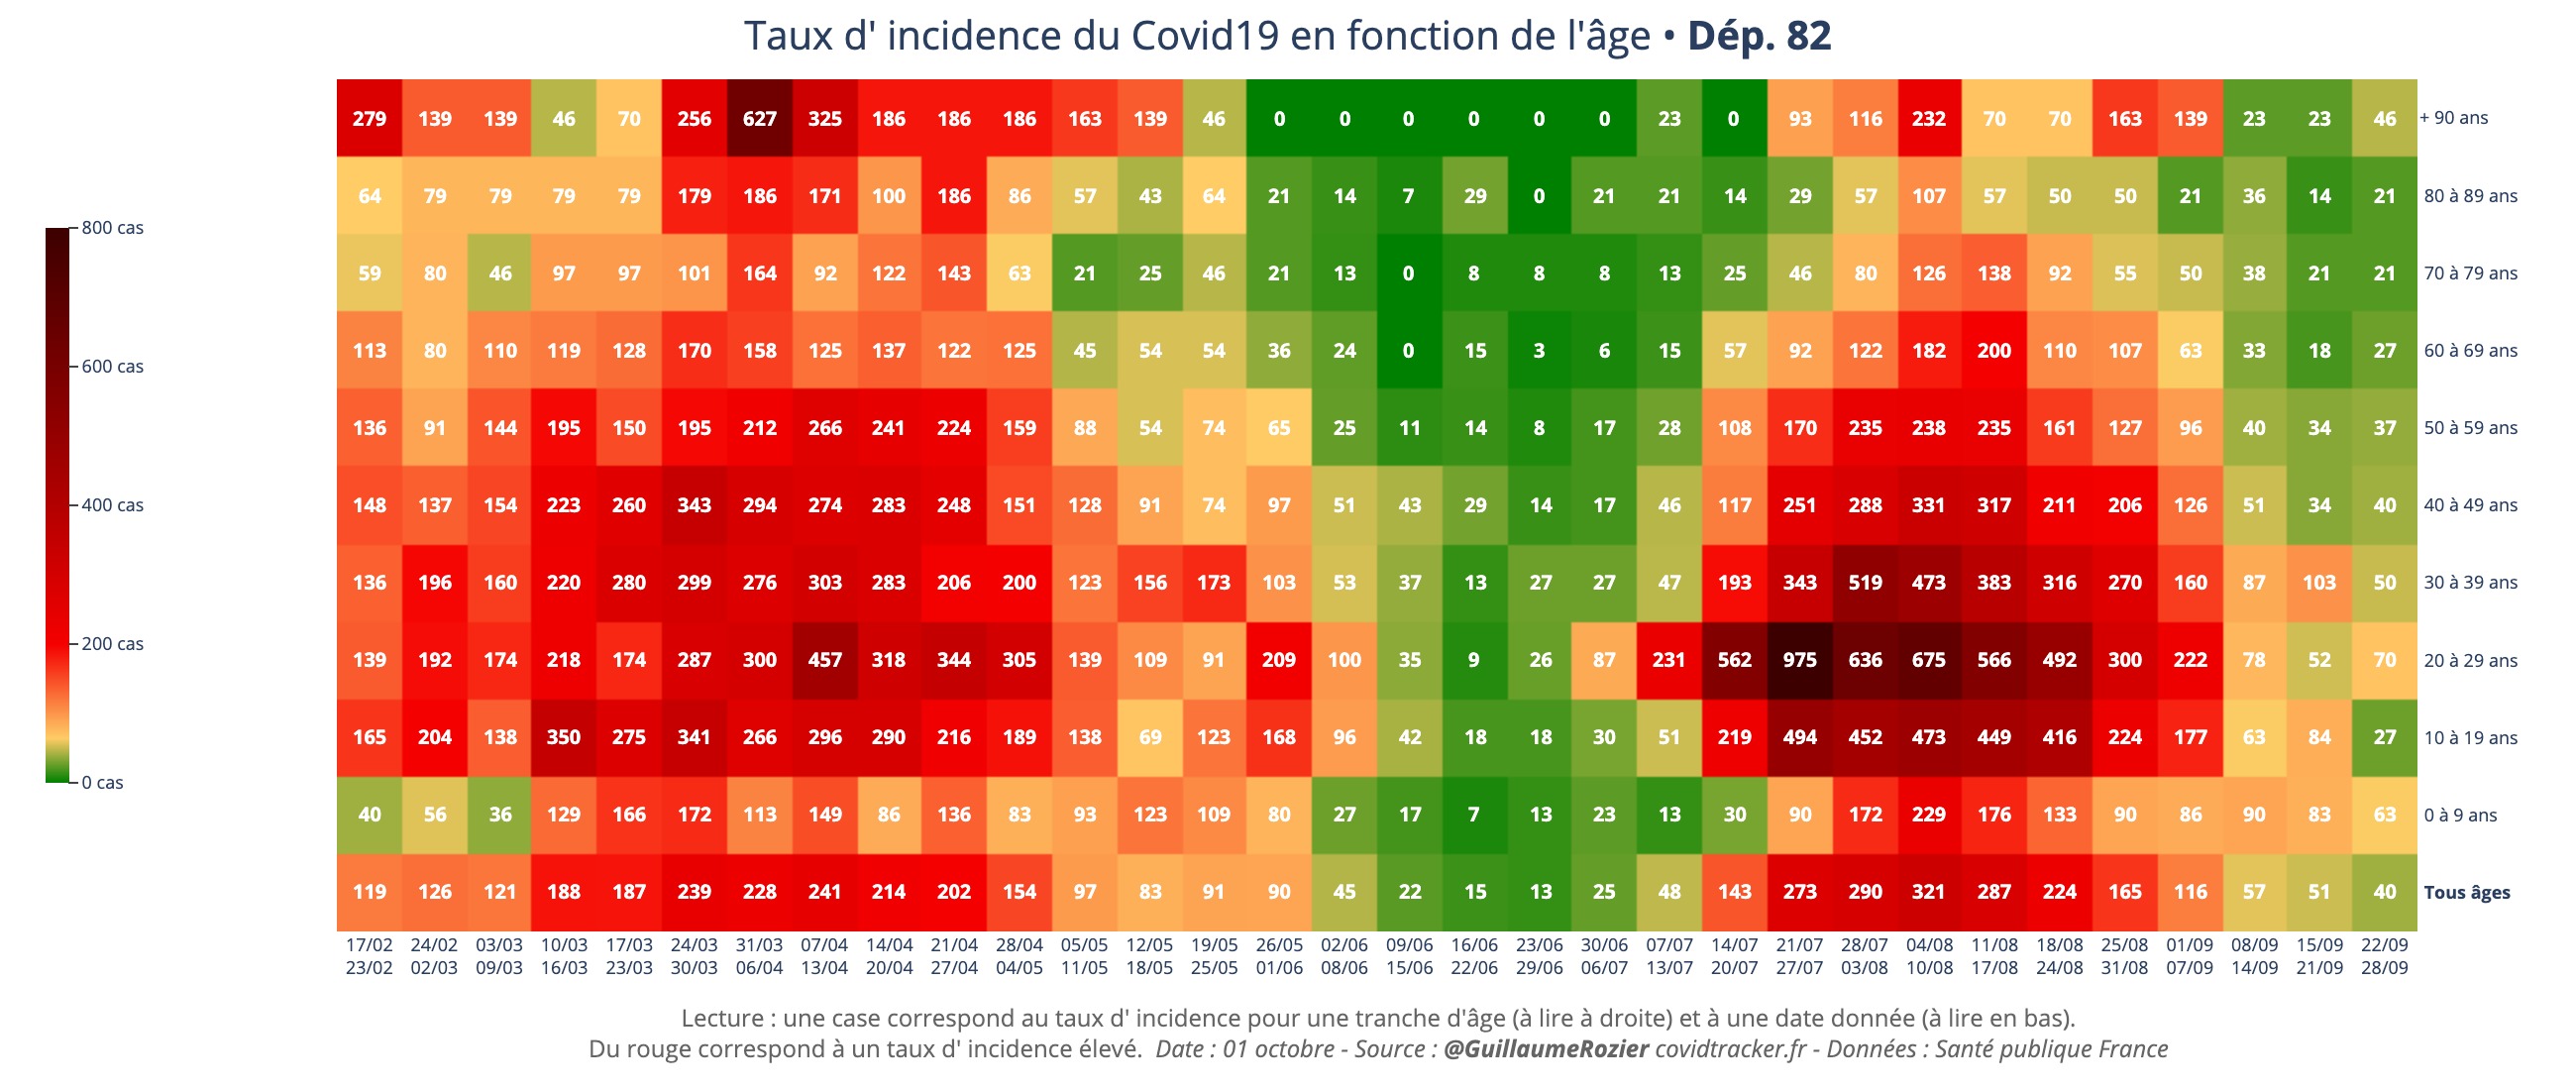 Taux d' incidence du Covid19 en fonction de l'âge • Dép. 82
279 139 139 46 70 256 627 325 186 186 186 163 139 46 0 0 0 0 0 0 23 0 93 116 232 70 70 163 139 23 23 46 + 90 ans
64 79 79 79 79 179 186 171 100 186 86 57 43 64 21 14 7 29 0 21 21 14 29 57 107 57 50 50 21 36 14 21 80 à 89 ans
800 cas
59 80 46 97 97 101 164 92 122 143 63 21 25 46 21 13 0 8 8 8 13 25 46 80 126 138 92 55 50 38 21 21 70 à 79 ans
113 80 110 119 128 170 158 125 137 122 125 45 54 54 36 24 0 15 3 6 15 57 92 122 182 200 110 107 63 33 18 27 60 à 69 ans
600 cas
136 91 144 195 150 195 212 266 241 224 159 88 54 74 65 25 11 14 8 17 28 108 170 235 238 235 161 127 96 40 34 37 50 à 59 ans
400 cas
148 137 154 223 260 343 294 274 283 248 151 128 91 74 97 51 43 29 14 17 46 117 251 288 331 317 211 206 126 51 34 40 40 à 49 ans
136 196 160 220 280 299 276 303 283 206 200 123 156 173 103 53 37 13 27 27 47 193 343 519 473 383 316 270 160 87 103 50 30 à 39 ans
200 cas
139 192 174 218 174 287 300 457 318 344 305 139 109 91 209 100 35 9 26 87 231 562 975 636 675 566 492 300 222 78 52 70 20 à 29 ans
165 204 138 350 275 341 266 296 290 216 189 138 69 123 168 96 42 18 18 30 51 219 494 452 473 449 416 224 177 63 84 27 10 à 19 ans
0 cas
40 56 36 129 166 172 113 149 86 136 83 93 123 109 80 27 17 7 13 23 13 30 90 172 229 176 133 90 86 90 83 63 0 à 9 ans
119 126 121 188 187 239 228 241 214 202 154 97 83 91 90 45 22 15 13 25 48 143 273 290 321 287 224 165 116 57 51 40 Tous âges
17/02 24/02 03/03 10/03 17/03 24/03 31/03 07/04 14/04 21/04 28/04 05/05 12/05 19/05 26/05 02/06 09/06 16/06 23/06 30/06 07/07 14/07 21/07 28/07 04/08 11/08 18/08 25/08 01/09 08/09 15/09 22/09
23/02 02/03 09/03 16/03 23/03 30/03 06/04 13/04 20/04 27/04 04/05 11/05 18/05 25/05 01/06 08/06 15/06 22/06 29/06 06/07 13/07 20/07 27/07 03/08 10/08 17/08 24/08 31/08 07/09 14/09 21/09 28/09
Lecture : une case correspond au taux d' incidence pour une tranche d'âge (à lire à droite) et à une date donnée (à lire en bas).
Du rouge correspond à un taux d' incidence élevé. Date : 01 octobre - Source : @GuillaumeRozier covidtracker.fr - Données : Santé publique France